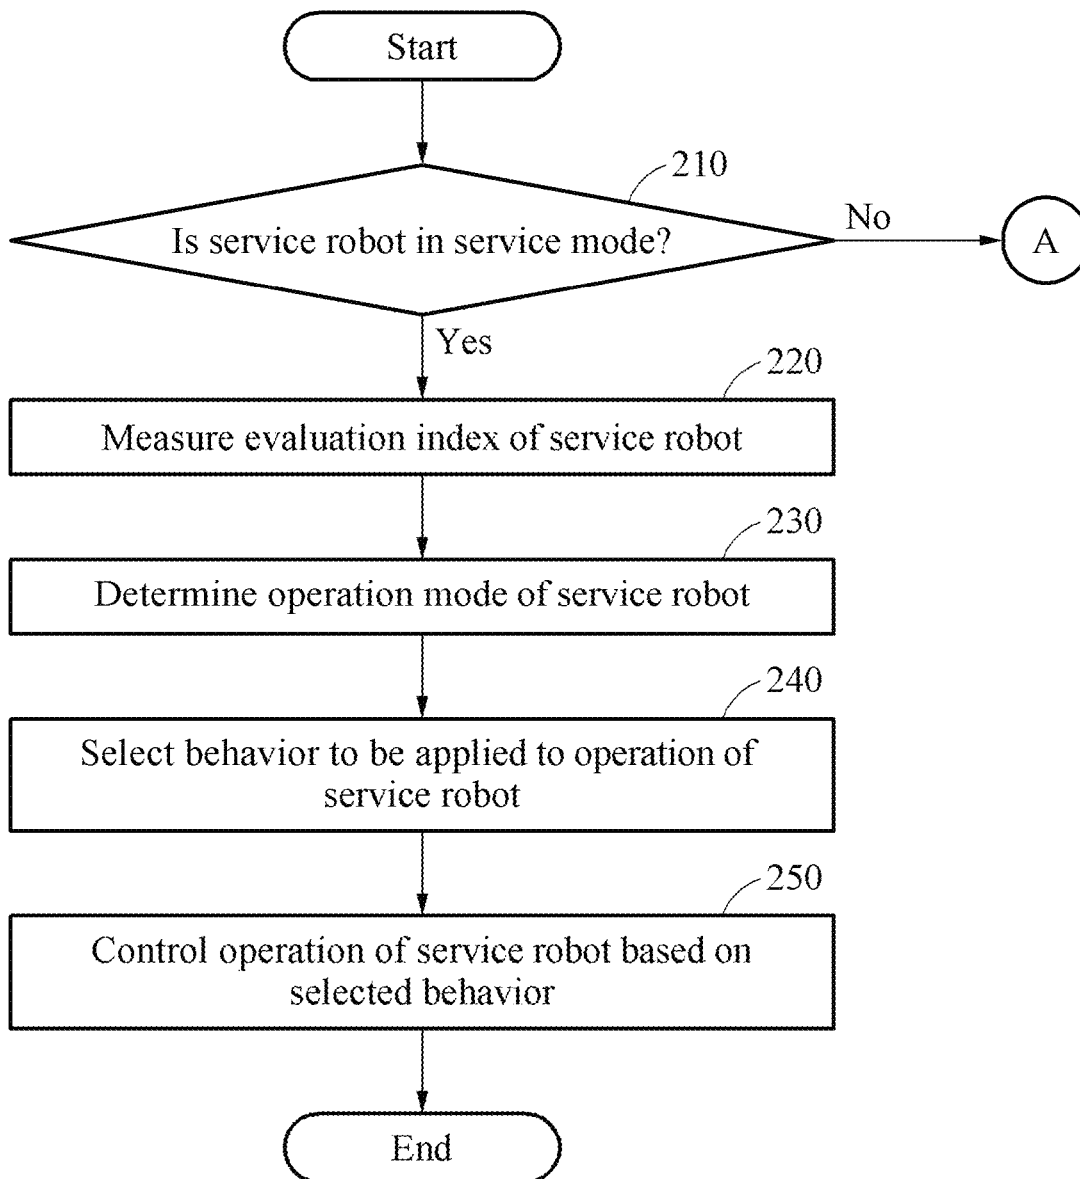 Start
210
Is service robot in service mode?
No
A
Yes
220
Measure evaluation index of service robot
230
Determine operation mode of service robot
240
Select behavior to be applied to operation of
service robot
250
Control operation of service robot based on
selected behavior
End